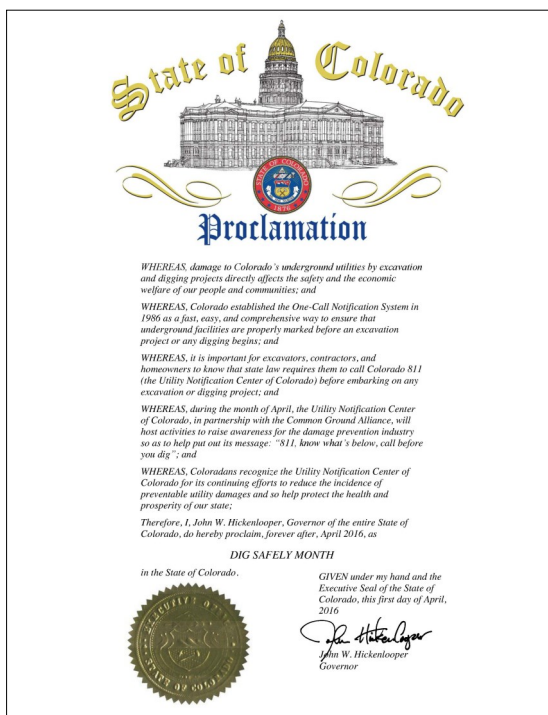 State of Colorado
STATE OF COLORADO
1876
Proclamation
WHEREAS, damage to Colorado's underground utilities by excavation
and digging projects directly affects the safety and the economic
welfare of our people and communities; and
WHEREAS, Colorado established the One-Call Notification System in
1986 as a fast, easy, and comprehensive way to ensure that
underground facilities are properly marked before an excavation
project or any digging begins; and
WHEREAS, it is important for excavators, contractors, and
homeowners to know that state law requires them to call Colorado 811
(the Utility Notification Center of Colorado) before embarking on any
excavation or digging project; and
WHEREAS, during the month of April, the Utility Notification Center
of Colorado, in partnership with the Common Ground Alliance, will
host activities to raise awareness for the damage prevention industry
so as to help put out its message: "811, know what's below, call before
you dig"; and
WHEREAS, Coloradans recognize the Utility Notification Center of
Colorado for its continuing efforts to reduce the incidence of
preventable utility damages and so help protect the health and
prosperity of our state;
Therefore, I, John W. Hickenlooper, Governor of the entire State of
Colorado, do hereby proclaim, forever after, April 2016, as
DIG SAFELY MONTH
in the State of Colorado.
GIVEN under my hand and the
Executive Seal of the State of
Colorado, this first day of April,
2016
John Hickenlooper
John W. Hickenlooper
Governor
EXECUTIVE
STATE OF COLORADO